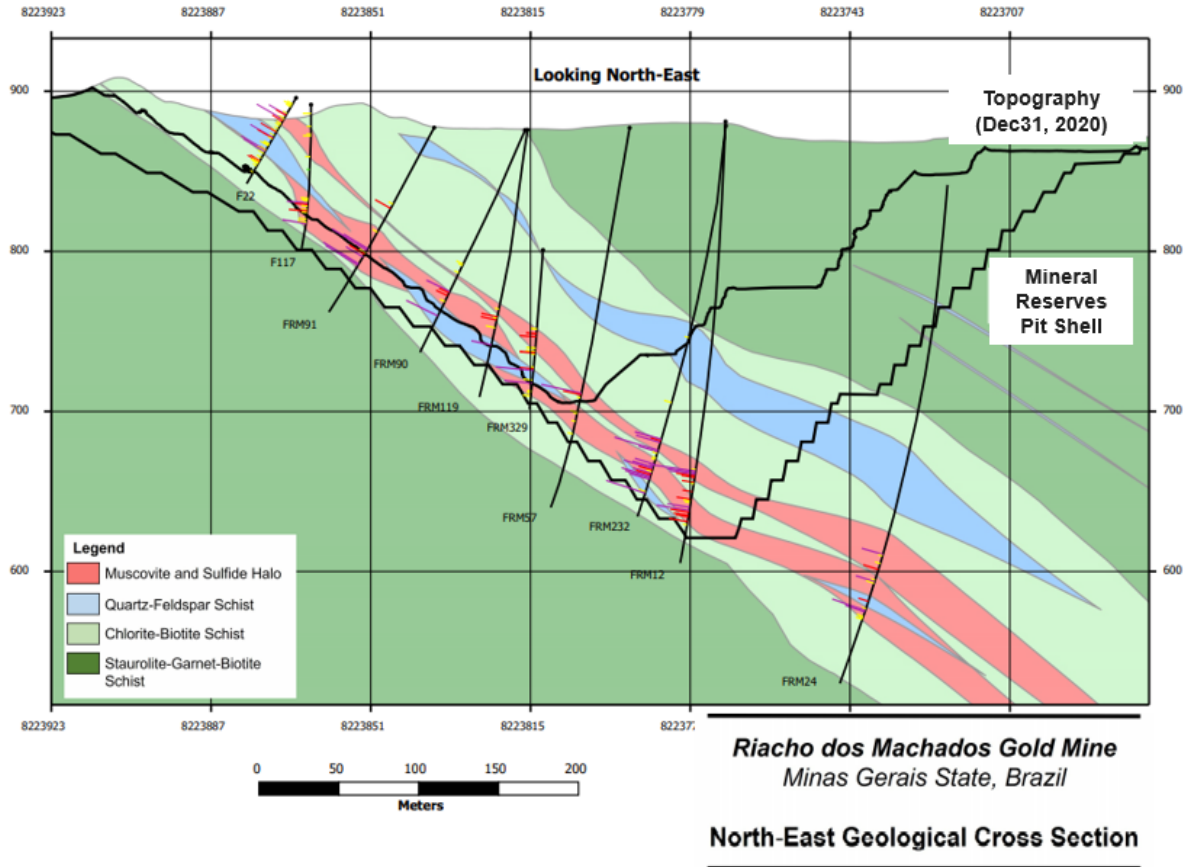 8223923 8223887 8223851 8223815 8223779 8223743 8223707
Looking North-East
900 900
Topography
(Dec31, 2020)
F22
800 800
F117
Mineral
Reserves
Pit Shell
FRM91
FRM90
700 700
FRM119
FRM329
FRM57
FRM232
FRM12
600 600
Legend
Muscovite and Sulfide Halo
Quartz-Feldspar Schist
Chlorite-Biotite Schist
Staurolite-Garnet-Biotite
Schist
FRM24
8223923 8223887 8223851 8223815 822377
Riacho dos Machados Gold Mine
Minas Gerais State, Brazil
0 50 100 150 200
Meters
North-East Geological Cross Section